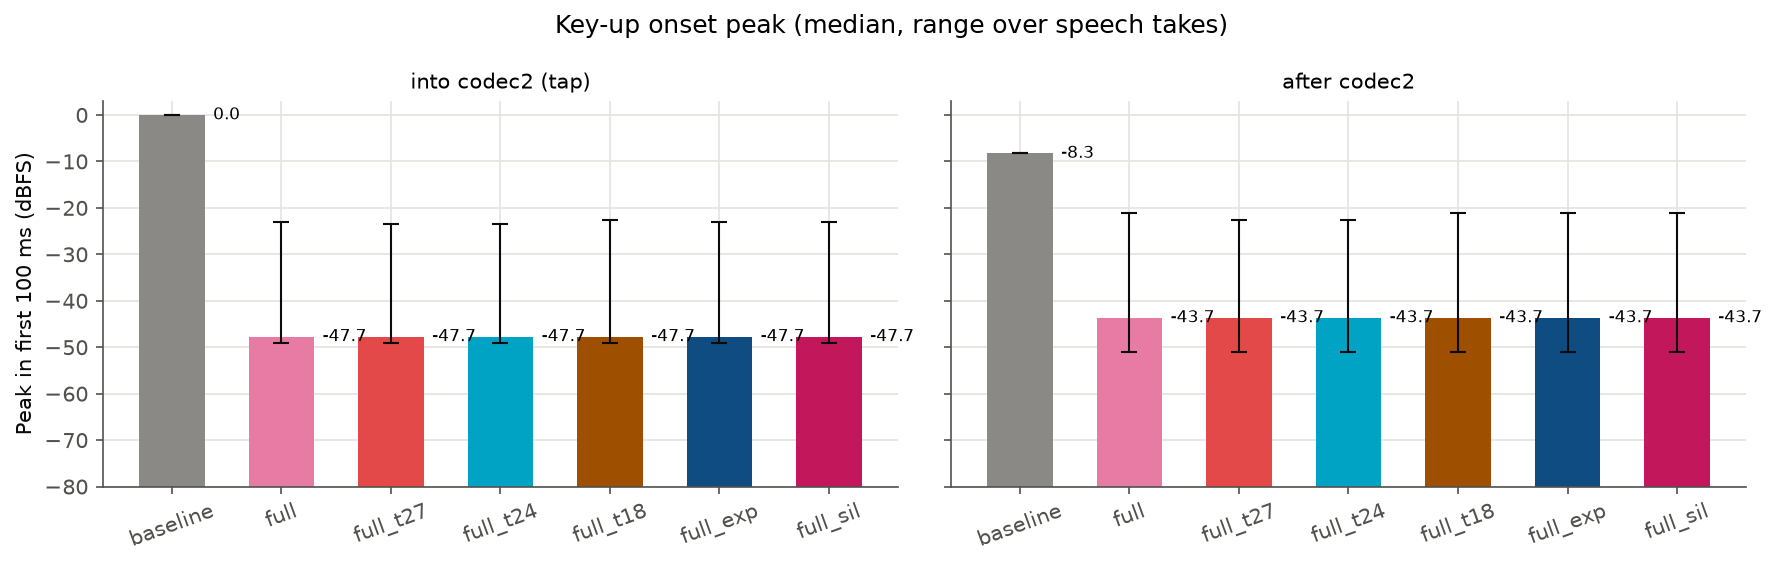 Key-up onset peak (median, range over speech takes)
into codec2 (tap)
Peak in first 100 ms (dBFS)
0
−10
−20
−30
−40
−50
−60
−70
−80
0.0
-47.7
-47.7
-47.7
-47.7
-47.7
-47.7
baseline
full
full_t27
full_t24
full_t18
full_exp
full_sil
after codec2
-8.3
-43.7
-43.7
-43.7
-43.7
-43.7
-43.7
baseline
full
full_t27
full_t24
full_t18
full_exp
full_sil